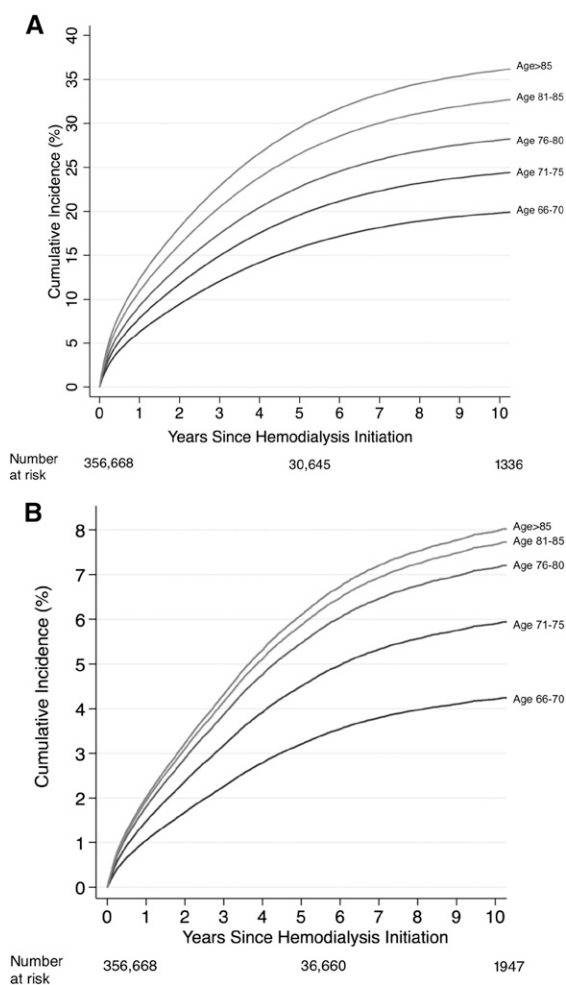 A
Cumulative Incidence (%)
40
35
30
25
20
15
10
5
0
Age>85
Age 81-85
Age 76-80
Age 71-75
Age 66-70
0 1 2 3 4 5 6 7 8 9 10
Years Since Hemodialysis Initiation
Number
at risk
356,668 30,645 1336
B
Cumulative Incidence (%)
8
7
6
5
4
3
2
1
0
Age>85
Age 81-85
Age 76-80
Age 71-75
Age 66-70
0 1 2 3 4 5 6 7 8 9 10
Years Since Hemodialysis Initiation
Number
at risk
356,668 36,660 1947